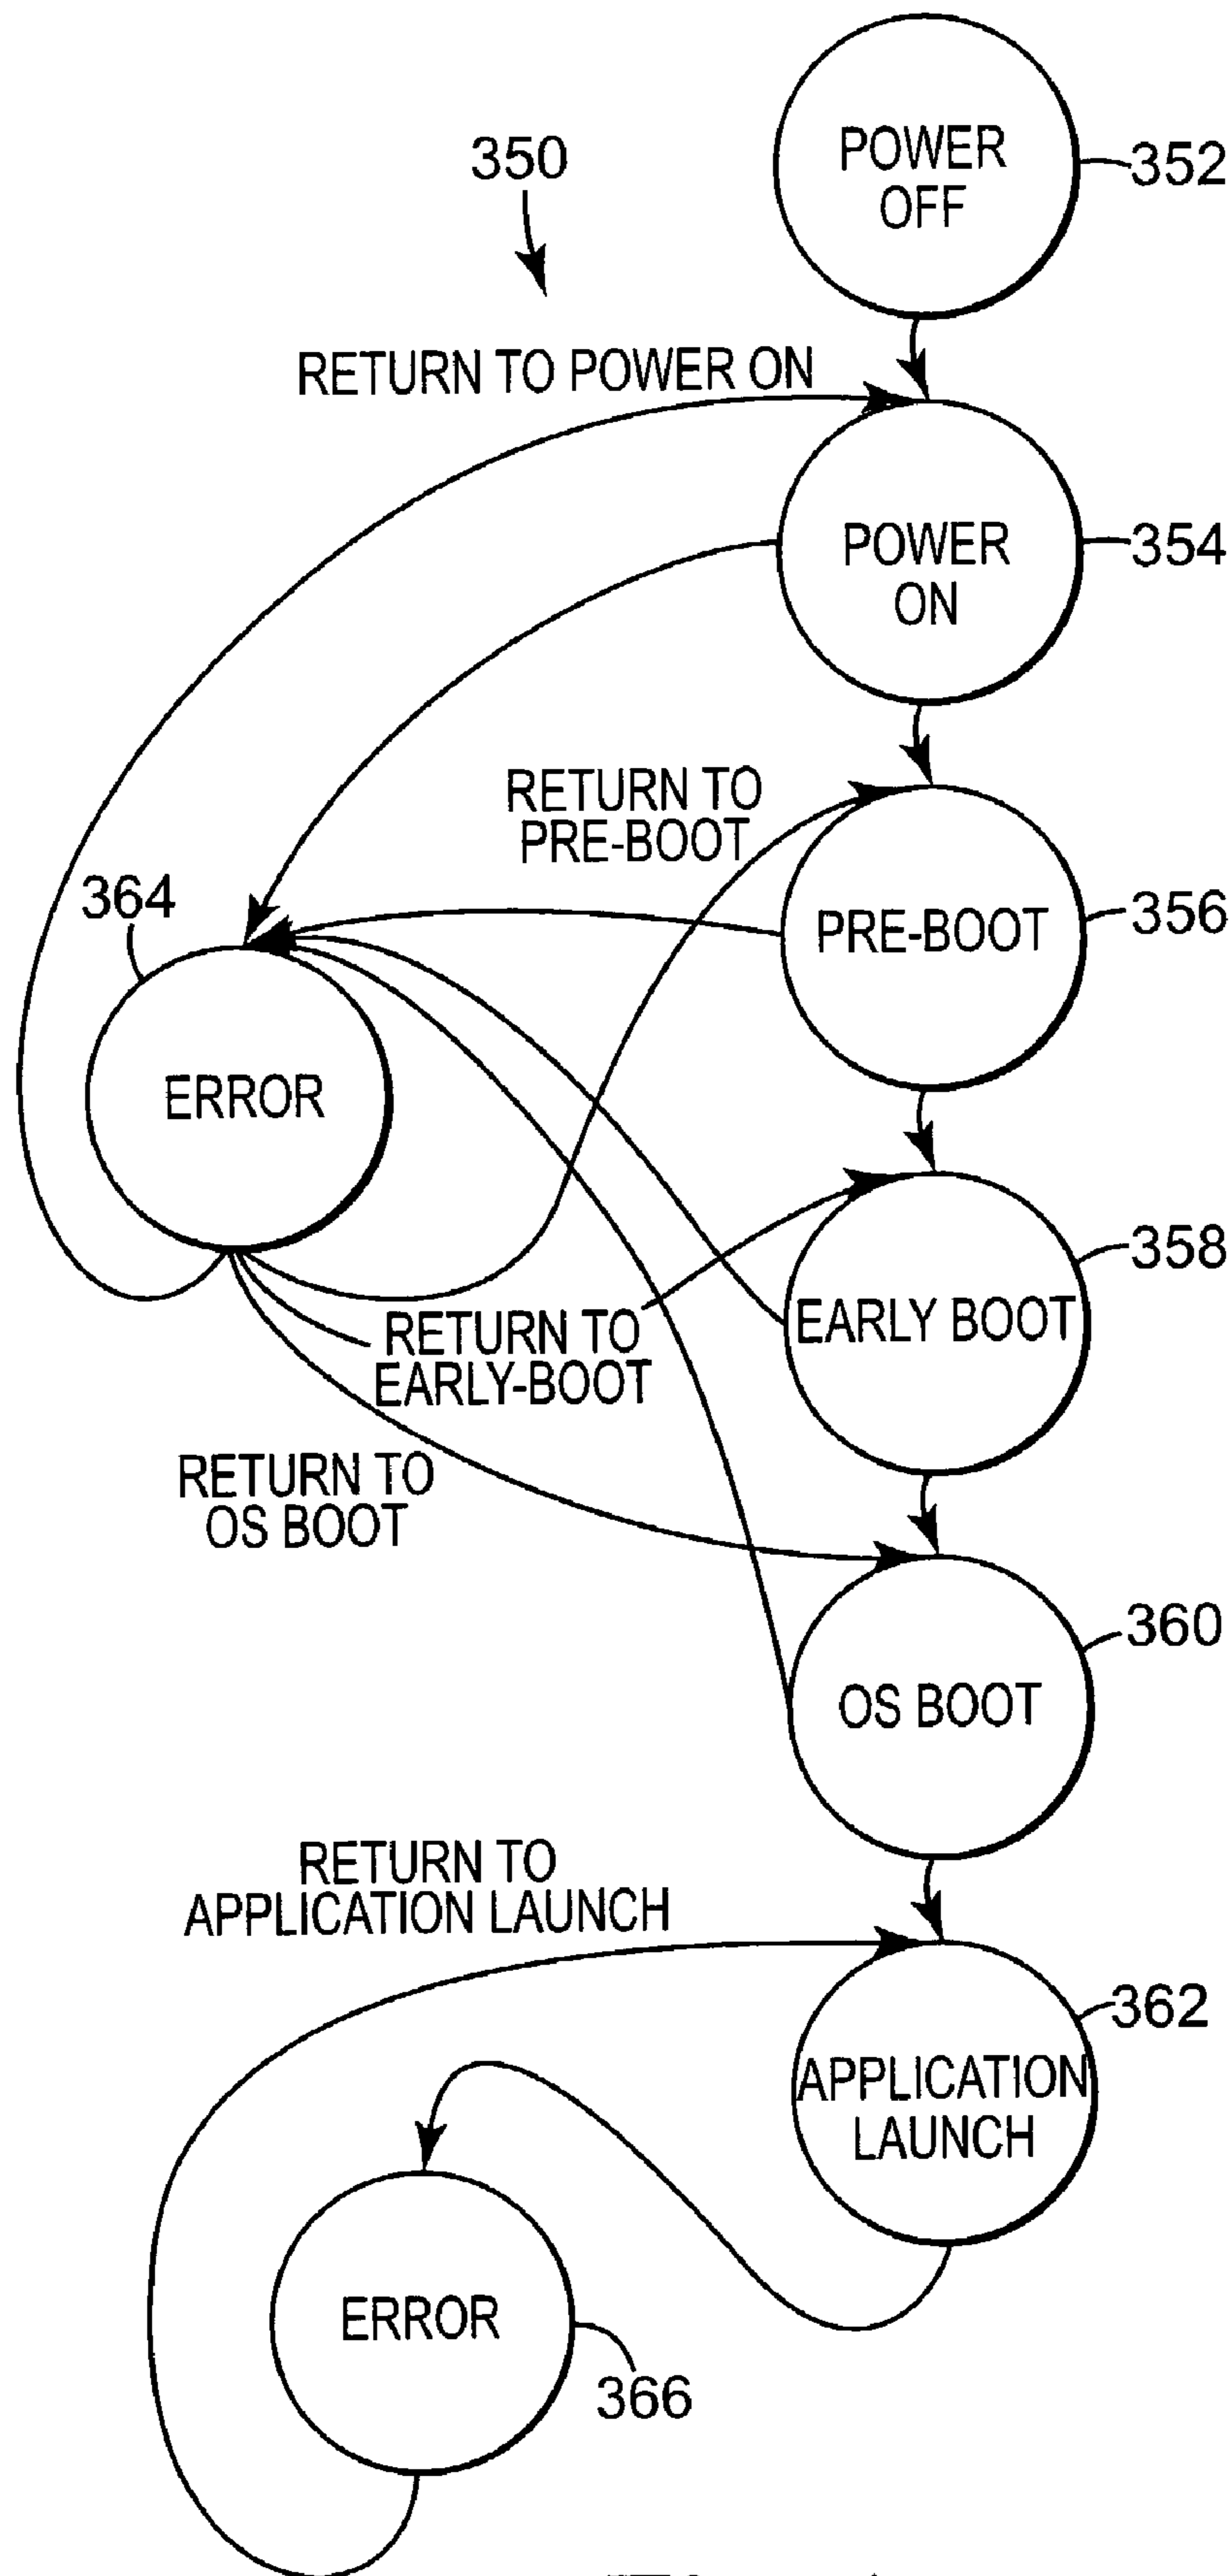 POWER
OFF
352
350
RETURN TO POWER ON
POWER
ON
354
RETURN TO
PRE-BOOT
364
PRE-BOOT
356
ERROR
358
RETURN TO
EARLY-BOOT
EARLY BOOT
RETURN TO
OS BOOT
360
OS BOOT
RETURN TO
APPLICATION LAUNCH
362
APPLICATION
LAUNCH
ERROR
366